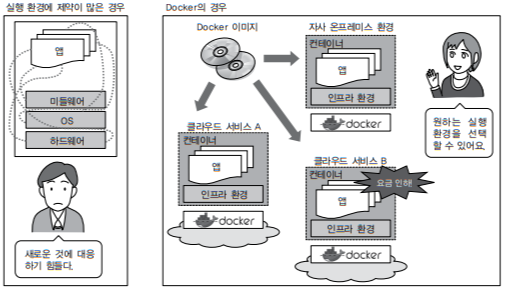 실행 환경에 제약이 많은 경우
앱
미들웨어
OS
하드웨어
새로운 것에 대응
하기 힘들다.
Docker의 경우
Docker 이미지
자사 온프레미스 환경
컨테이너
앱
인프라 환경
docker
원하는 실행
환경을 선택
할 수 있어요.
클라우드 서비스 A
컨테이너
앱
인프라 환경
docker
클라우드 서비스 B
컨테이너
요금 인하!
앱
인프라 환경
docker